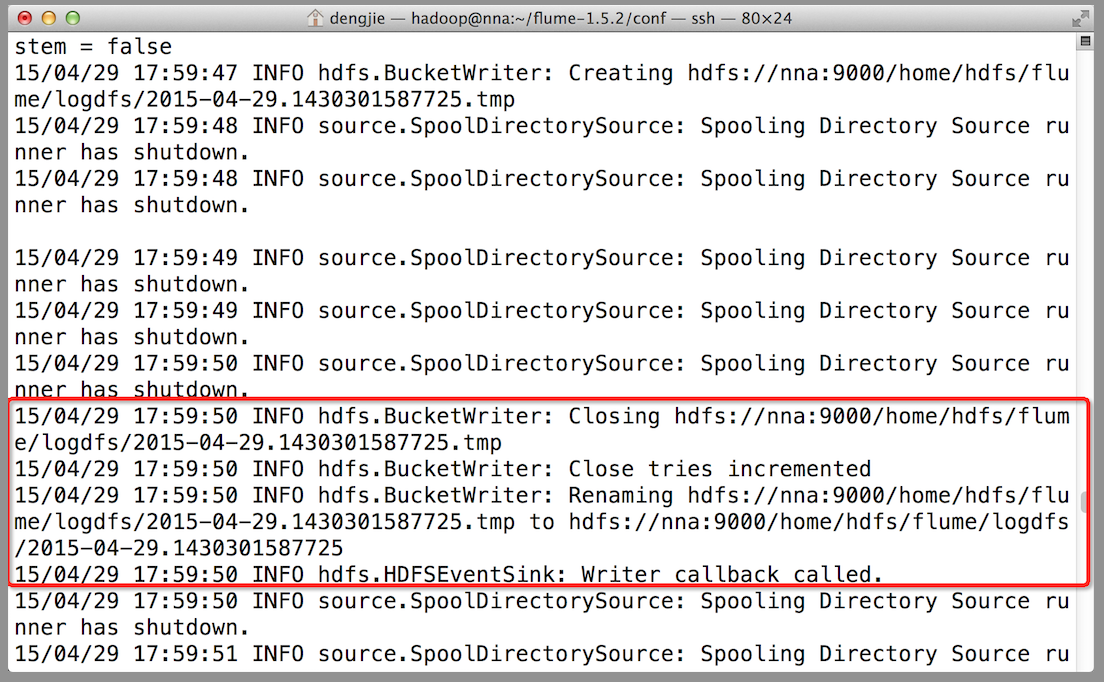 dengjie — hadoop@nna:~/flume-1.5.2/conf — ssh — 80×24
stem = false
15/04/29 17:59:47 INFO hdfs.BucketWriter: Creating hdfs://nna:9000/home/hdfs/flu
me/logdfs/2015-04-29.1430301587725.tmp
15/04/29 17:59:48 INFO source.SpoolDirectorySource: Spooling Directory Source ru
nner has shutdown.
15/04/29 17:59:48 INFO source.SpoolDirectorySource: Spooling Directory Source ru
nner has shutdown.
15/04/29 17:59:49 INFO source.SpoolDirectorySource: Spooling Directory Source ru
nner has shutdown.
15/04/29 17:59:49 INFO source.SpoolDirectorySource: Spooling Directory Source ru
nner has shutdown.
15/04/29 17:59:50 INFO source.SpoolDirectorySource: Spooling Directory Source ru
nner has shutdown.
15/04/29 17:59:50 INFO hdfs.BucketWriter: Closing hdfs://nna:9000/home/hdfs/flum
e/logdfs/2015-04-29.1430301587725.tmp
15/04/29 17:59:50 INFO hdfs.BucketWriter: Close tries incremented
15/04/29 17:59:50 INFO hdfs.BucketWriter: Renaming hdfs://nna:9000/home/hdfs/flu
me/logdfs/2015-04-29.1430301587725.tmp to hdfs://nna:9000/home/hdfs/flume/logdfs
/2015-04-29.1430301587725
15/04/29 17:59:50 INFO hdfs.HDFSEventSink: Writer callback called.
15/04/29 17:59:50 INFO source.SpoolDirectorySource: Spooling Directory Source ru
nner has shutdown.
15/04/29 17:59:51 INFO source.SpoolDirectorySource: Spooling Directory Source ru